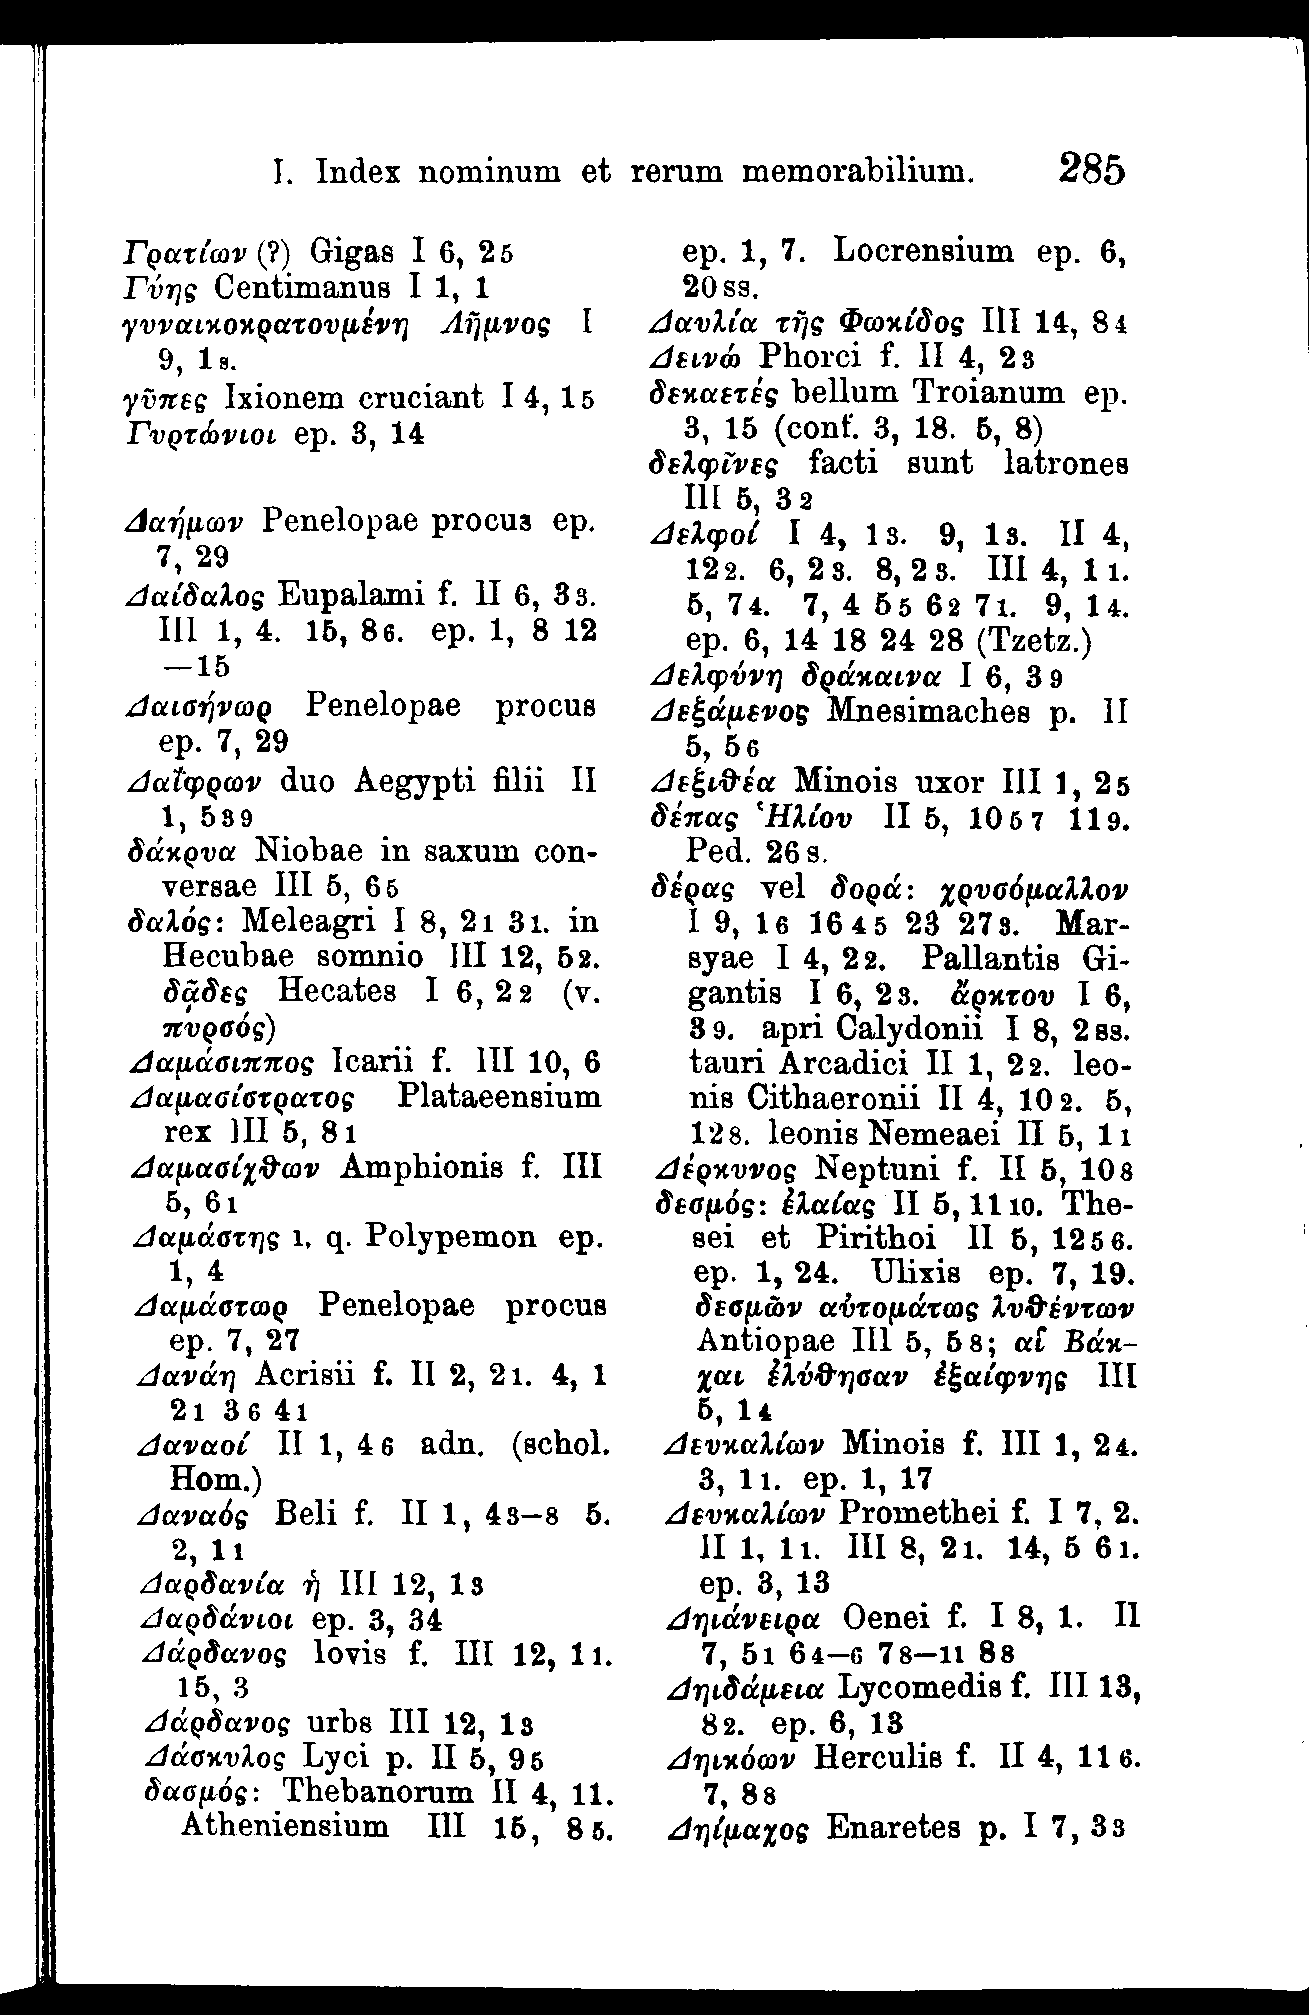 I. Index nominum et rerum memorabilium. 285
Γρατίων (?) Gigas I 6, 25
Γύης Centimanus I 1, 1
γυναικοκρατουμένη Λῆμνος I
9, 1 s.
γῦπες Ixionem cruciant I 4, 15
Γυρτώνιοι ep. 3, 14
Δαήμων Penelopae procus ep.
7, 29
Δαίδαλος Eupalami f. II 6, 33.
III 1, 4. 15, 86. ep. 1, 8 12
—15
Δαισήνωρ Penelopae procus
ep. 7, 29
Δαΐφρων duo Aegypti filii II
1, 539
δάκρυα Niobae in saxum con-
versae III 5, 65
δαλός: Meleagri I 8, 21 31. in
Hecubae somnio III 12, 52.
δᾷδες Hecates I 6, 22 (v.
πυρσός)
Δαμάσιππος Icarii f. III 10, 6
Δαμασίστρατος Plataeensium
rex III 5, 81
Δαμασίχθων Amphionis f. III
5, 61
Δαμάστης i. q. Polypemon ep.
1, 4
Δαμάστωρ Penelopae procus
ep. 7, 27
Δανάη Acrisii f. II 2, 21. 4, 1
21 36 41
Δαναοί II 1, 46 adn. (schol.
Hom.)
Δαναός Beli f. II 1, 43–8 5.
2, 11
Δαρδανία ἡ III 12, 13
Δαρδάνιοι ep. 3, 34
Δάρδανος Iovis f. III 12, 11.
15, 3
Δάρδανος urbs III 12, 13
Δάσκυλος Lyci p. II 5, 95
δασμός: Thebanorum II 4, 11.
Atheniensium III 15, 85.
ep. 1, 7. Locrensium ep. 6,
20 ss.
Δαυλία τῆς Φωκίδος III 14, 84
Δεινώ Phorci f. II 4, 23
δεκαετές bellum Troianum ep.
3, 15 (conf. 3, 18. 5, 8)
δελφῖνες facti sunt latrones
III 5, 32
Δελφοί I 4, 13. 9, 13. II 4,
122. 6, 23. 8, 23. III 4, 11.
5, 74. 7, 4 55 62 71. 9, 14.
ep. 6, 14 18 24 28 (Tzetz.)
Δελφύνη δράκαινα I 6, 39
Δεξάμενος Mnesimaches p. II
5, 56
Δεξιθέα Minois uxor III 1, 25
δέπας Ἡλίου II 5, 1057 119.
Ped. 26 s.
δέρας vel δορά: χρυσόμαλλον
I 9, 16 1645 23 273. Mar-
syae I 4, 22. Pallantis Gi-
gantis I 6, 23. ἄρκτου I 6,
39. apri Calydonii I 8, 2 ss.
tauri Arcadici II 1, 22. leo-
nis Cithaeronii II 4, 102. 5,
128. leonis Nemeaei II 5, 11
Δέρκυνος Neptuni f. II 5, 108
δεσμός: ἐλαίας II 5, 1110. The-
sei et Pirithoi II 5, 1256.
ep. 1, 24. Ulixis ep. 7, 19.
δεσμῶν αὐτομάτως λυθέντων
Antiopae III 5, 58; αἱ Βάκ-
χαι ἐλύθησαν ἐξαίφνης III
5, 14
Δευκαλίων Minois f. III 1, 24.
3, 11. ep. 1, 17
Δευκαλίων Promethei f. I 7, 2.
II 1, 11. III 8, 21. 14, 5 61.
ep. 3, 13
Δηιάνειρα Oenei f. I 8, 1. II
7, 51 64–6 78–11 88
Δηιδάμεια Lycomedis f. III 13,
82. ep. 6, 13
Δηικόων Herculis f. II 4, 116.
7, 88
Δηίμαχος Enaretes p. I 7, 33